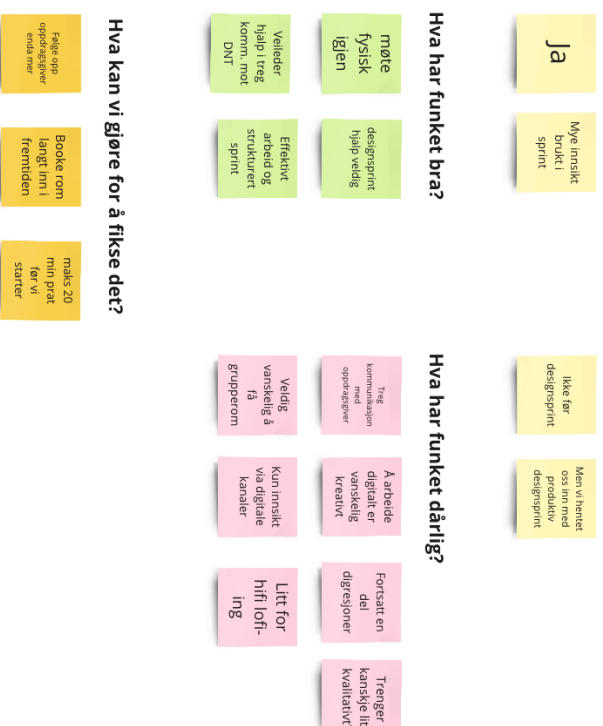 Ja
Mye innsikt
brukt i
sprint
Ikke før
designsprint
Men vi hentet
oss inn med
produktiv
designsprint
Hva har funket bra?
møte
fysisk
igjen
designsprint
hjalp veldig
Veileder
hjalp i treg
komm. mot
DNT
Effektivt
arbeid og
strukturert
sprint
Hva har funket dårlig?
Treg
kommunikasjon
med
oppdragsgiver
Å arbeide
digitalt er
vanskelig
kreativt
Fortsatt en
del
digresjoner
Trenger
kanskje
kvalitativt
Veldig
vanskelig å
få
grupperom
Kun innsikt
via digitale
kanaler
Litt for
hifi lofi-
ing
Hva kan vi gjøre for å fikse det?
Følge opp
oppdragsgiver
enda mer
Booke rom
langt inn i
fremtiden
maks 20
min prat
før vi
starter